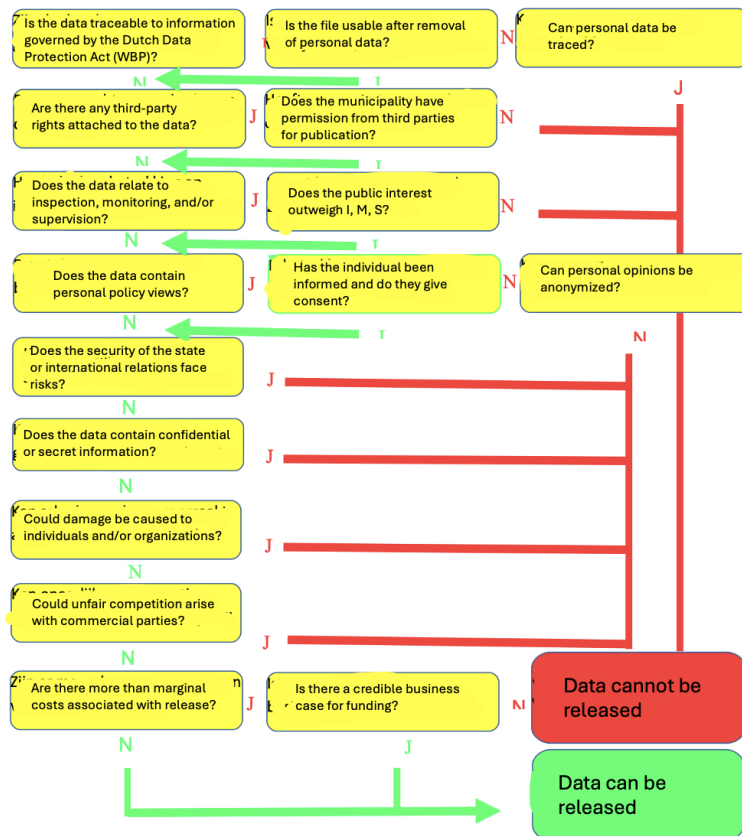 Is the data traceable to information
governed by the Dutch Data
Protection Act (WBP)?
Is the file usable after removal
of personal data?
N
Can personal data be
traced?
N
J
J
Are there any third-party
rights attached to the data?
J
Does the municipality have
permission from third parties
for publication?
N
N
J
Does the data relate to
inspection, monitoring, and/or
supervision?
J
Does the public interest
outweigh I, M, S?
N
N
J
Does the data contain
personal policy views?
J
Has the individual been
informed and do they give
consent?
N
Can personal opinions be
anonymized?
N
J
N
Does the security of the state
or international relations face
risks?
J
N
Does the data contain confidential
or secret information?
J
N
Could damage be caused to
individuals and/or organizations?
J
N
Could unfair competition arise
with commercial parties?
J
N
Are there more than marginal
costs associated with release?
J
Is there a credible business
case for funding?
N
Data cannot be
released
N
J
Data can be
released